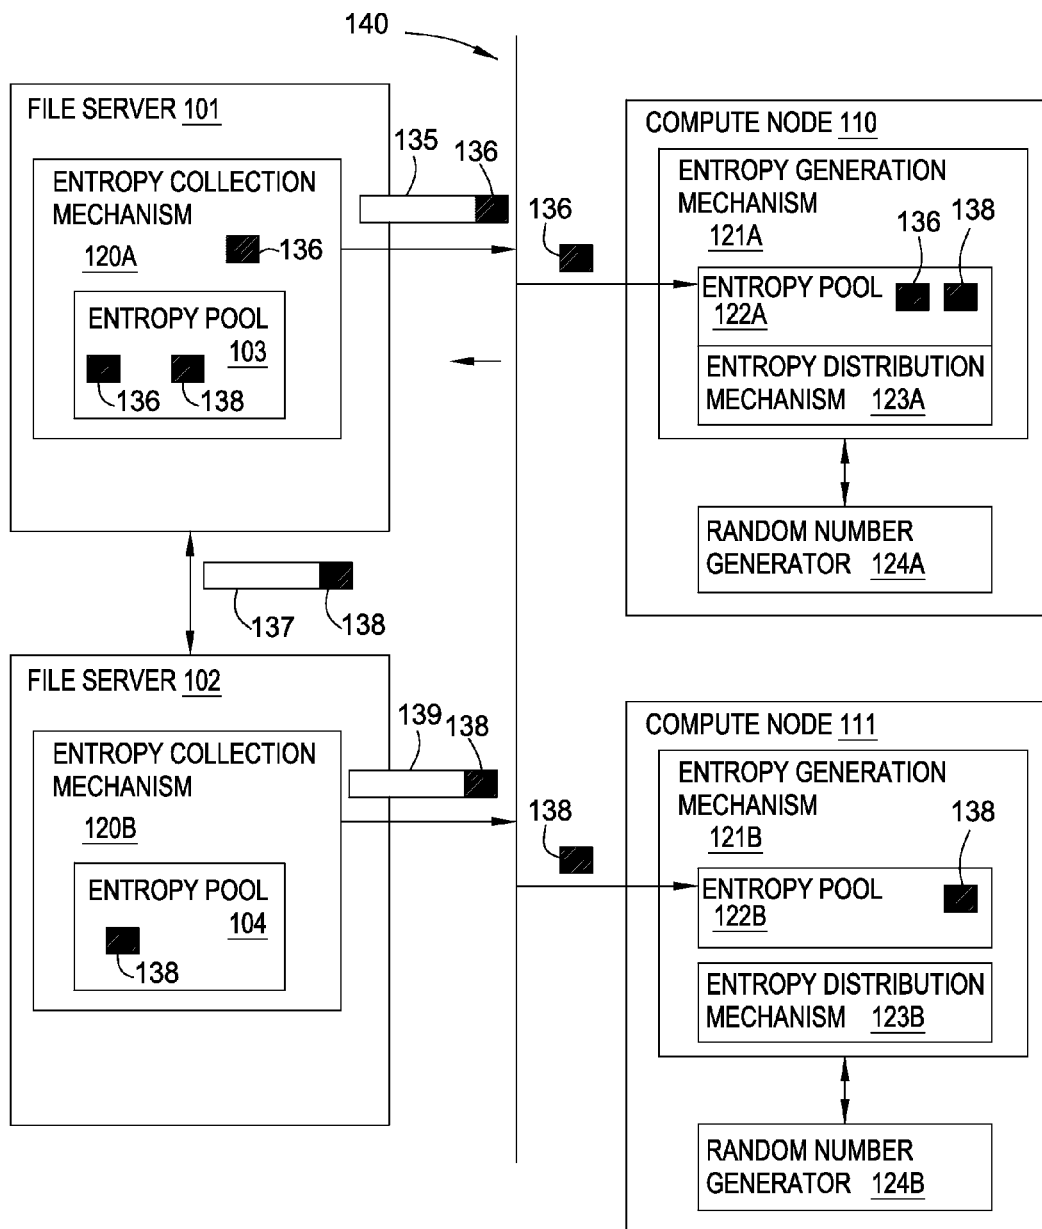 140
FILE SERVER 101
ENTROPY COLLECTION
MECHANISM
120A
136
ENTROPY POOL
103
136
138
135
136
136
COMPUTE NODE 110
ENTROPY GENERATION
MECHANISM
121A
136
138
ENTROPY POOL
122A
ENTROPY DISTRIBUTION
MECHANISM 123A
RANDOM NUMBER
GENERATOR 124A
137
138
FILE SERVER 102
ENTROPY COLLECTION
MECHANISM
120B
ENTROPY POOL
104
138
139
138
138
COMPUTE NODE 111
ENTROPY GENERATION
MECHANISM
121B
138
ENTROPY POOL
122B
ENTROPY DISTRIBUTION
MECHANISM 123B
RANDOM NUMBER
GENERATOR 124B